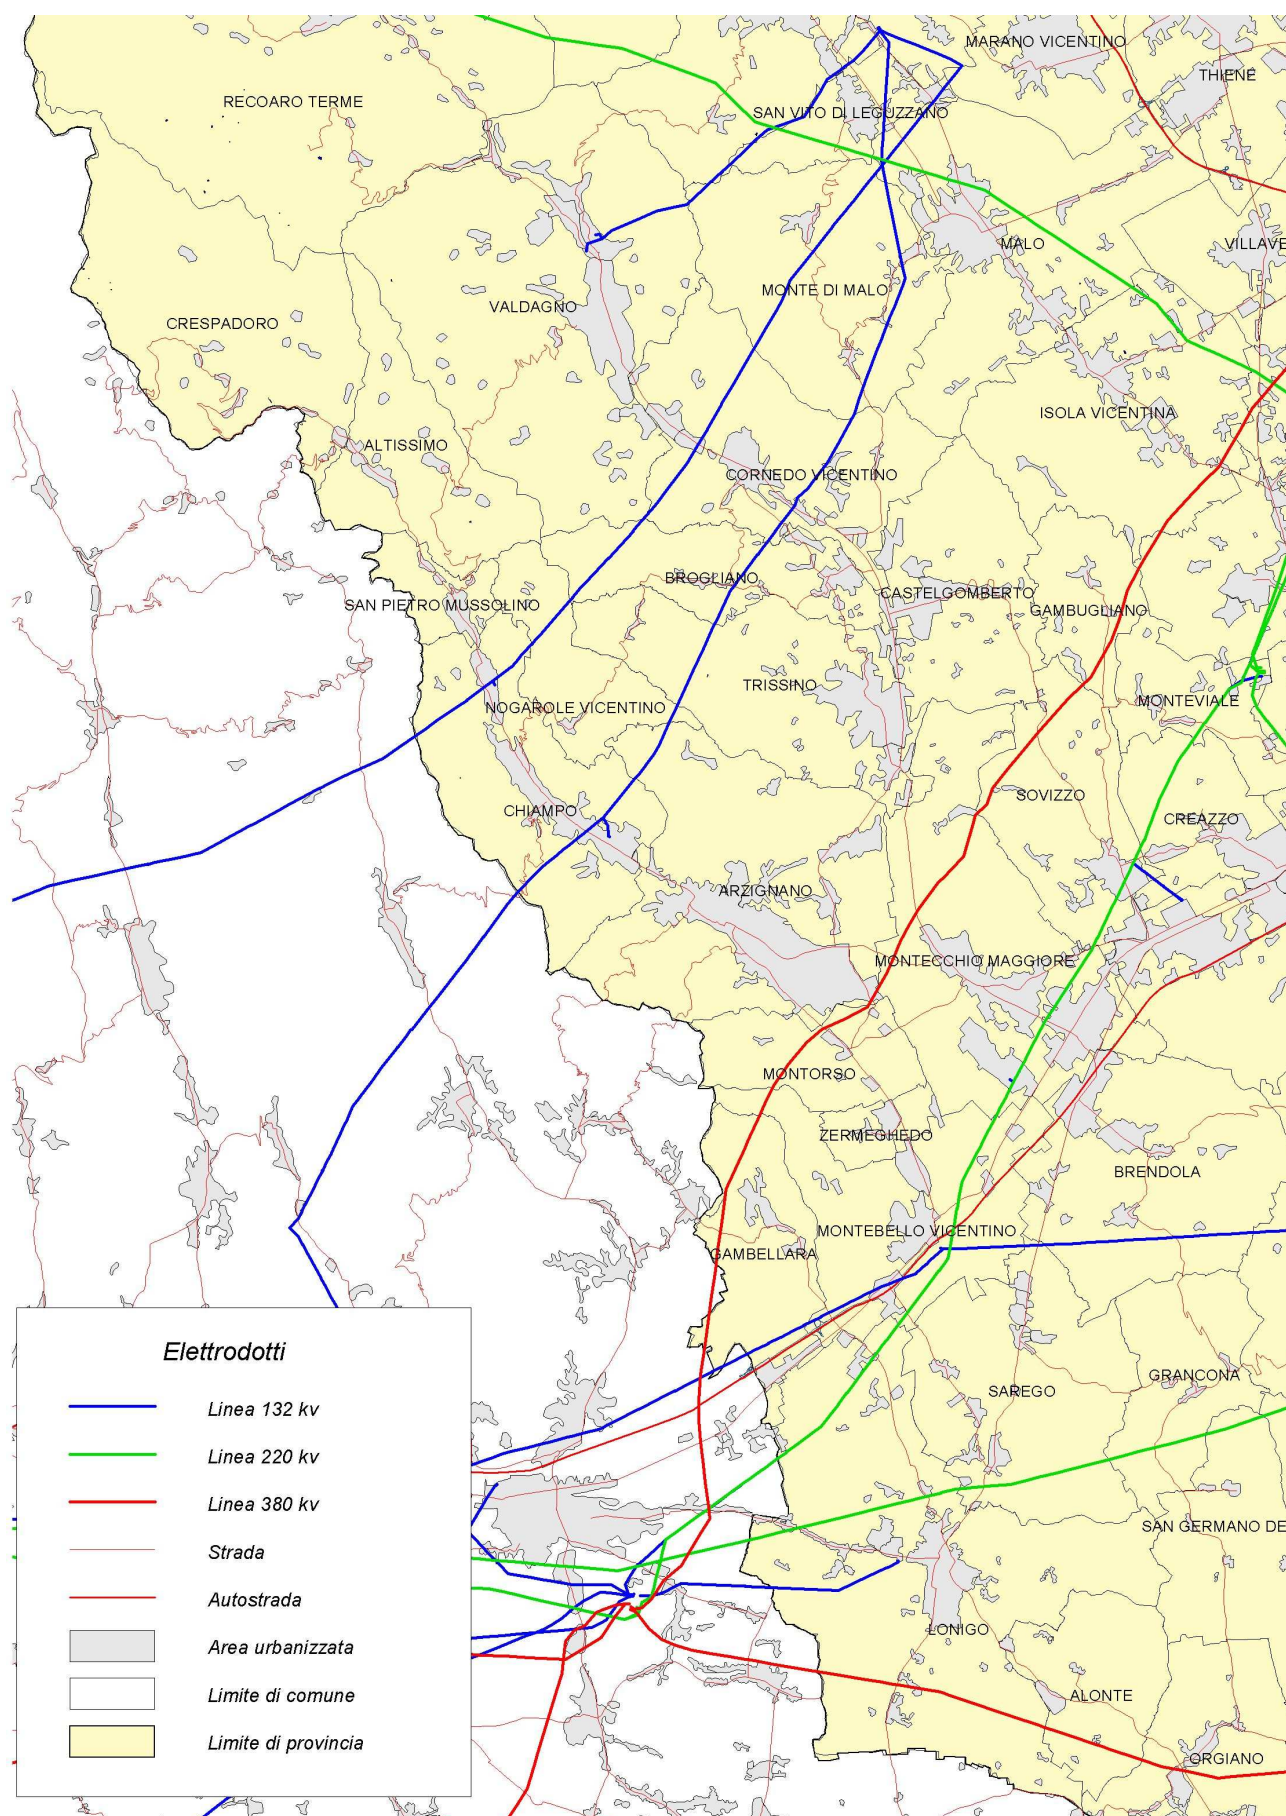 MARANO VICENTINO
THIENE
RECOARO TERME
SAN VITO DI LEGUZZANO
MALO
VILLAVE
MONTE DI MALO
VALDAGNO
CRESPADORO
ISOLA VICENTINA
ALTISSIMO
CORNEDO VICENTINO
BROGLIANO
CASTELGOMBERTO
SAN PIETRO MUSSOLINO
GAMBUGLIANO
TRISSINO
MONTEVIALE
NOGAROLE VICENTINO
SOVIZZO
CHIAMPO
CREAZZO
ARZIGNANO
MONTECCHIO MAGGIORE
MONTORSO
ZERMEGHEDO
BRENDOLA
MONTEBELLO VICENTINO
GAMBELLARA
GRANCONA
SAREGO
SAN GERMANO DE
LONIGO
ALONTE
ORGIANO
Elettrodotti
Linea 132 kv
Linea 220 kv
Linea 380 kv
Strada
Autostrada
Area urbanizzata
Limite di comune
Limite di provincia